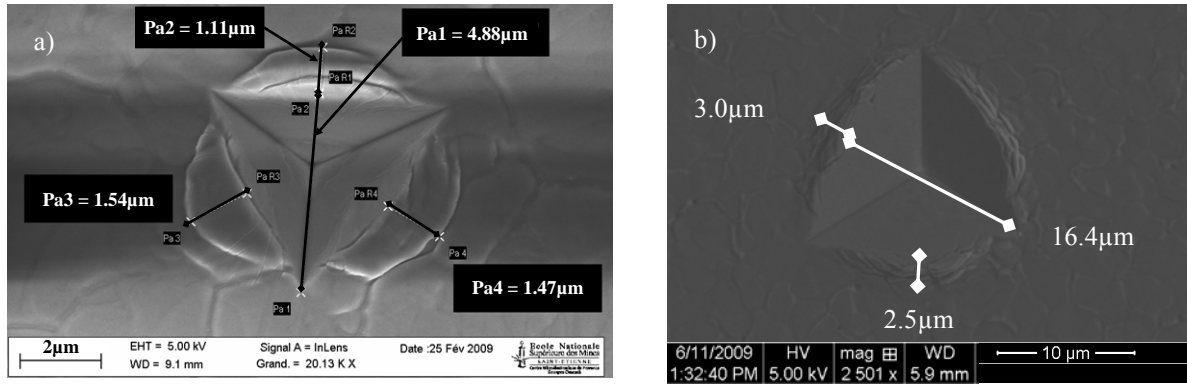 a)
Pa2 = 1.11µm
Pa R2
Pa1 = 4.88µm
Pa R1
Pa 2
Pa R3
Pa R4
Pa3 = 1.54µm
Pa 3
Pa 4
Pa4 = 1.47µm
Pa 1
2µm
EHT = 5.00 kV
Signal A = InLens
Date :25 Fév 2009
WD = 9.1 mm
Grand. = 20.13 K X
Ecole Nationale
Supérieure des Mines
SAINT-ETIENNE
b)
3.0µm
16.4µm
2.5µm
6/11/2009 HV mag WD
10 µm
1:32:40 PM 5.00 kV 2 501 x 5.9 mm